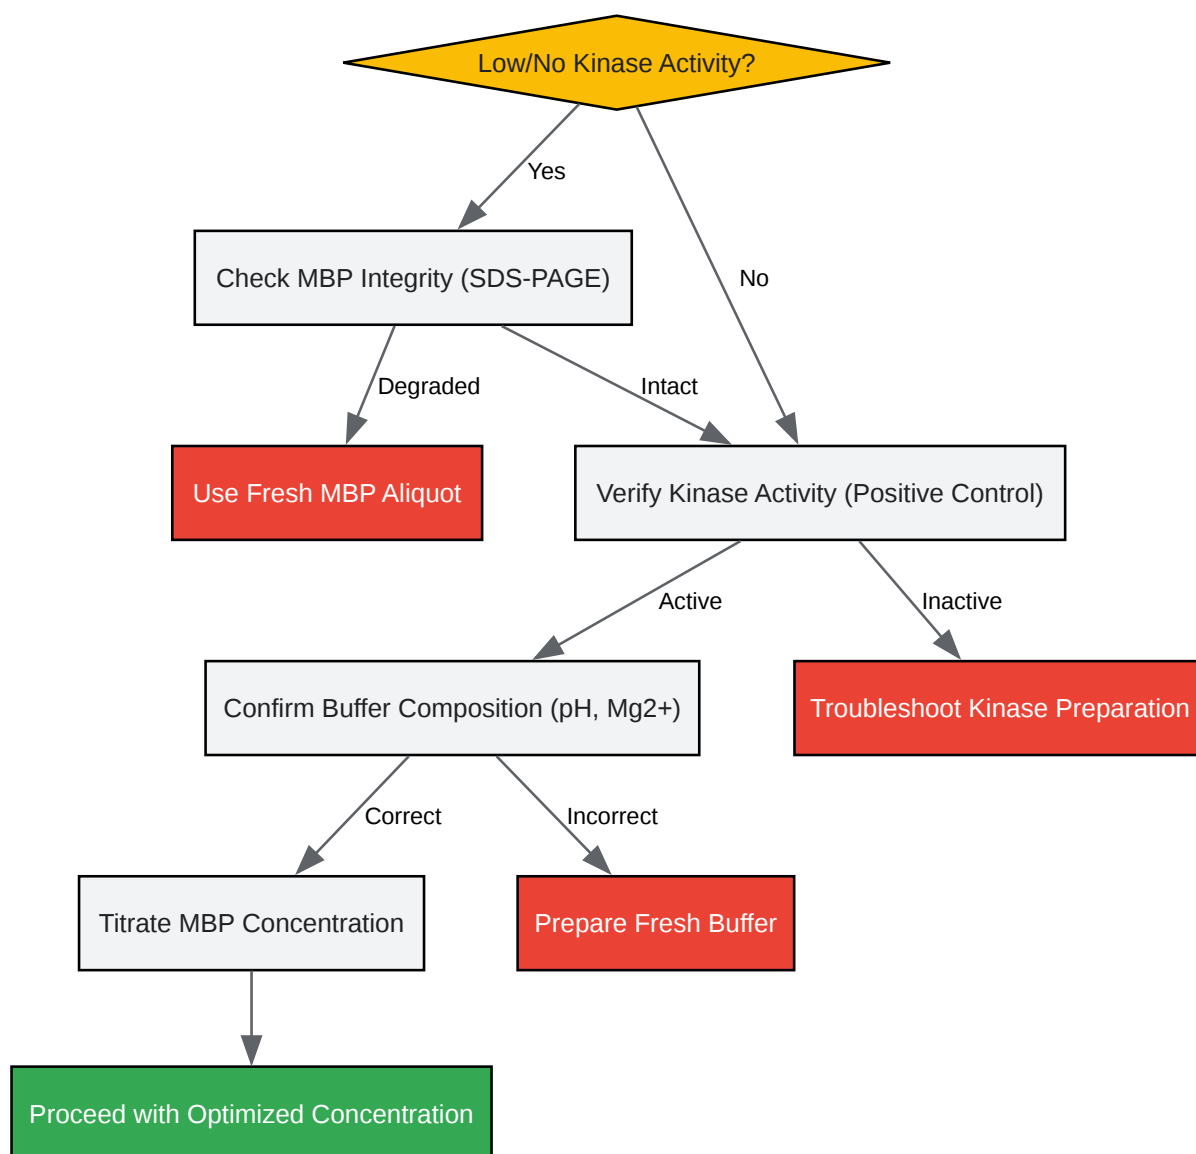 Low/No Kinase Activity?
Yes
Check MBP Integrity (SDS-PAGE)
No
Degraded
Intact
Use Fresh MBP Aliquot
Verify Kinase Activity (Positive Control)
Active
Inactive
Confirm Buffer Composition (pH, Mg2+)
Troubleshoot Kinase Preparation
Correct
Incorrect
Titrate MBP Concentration
Prepare Fresh Buffer
Proceed with Optimized Concentration